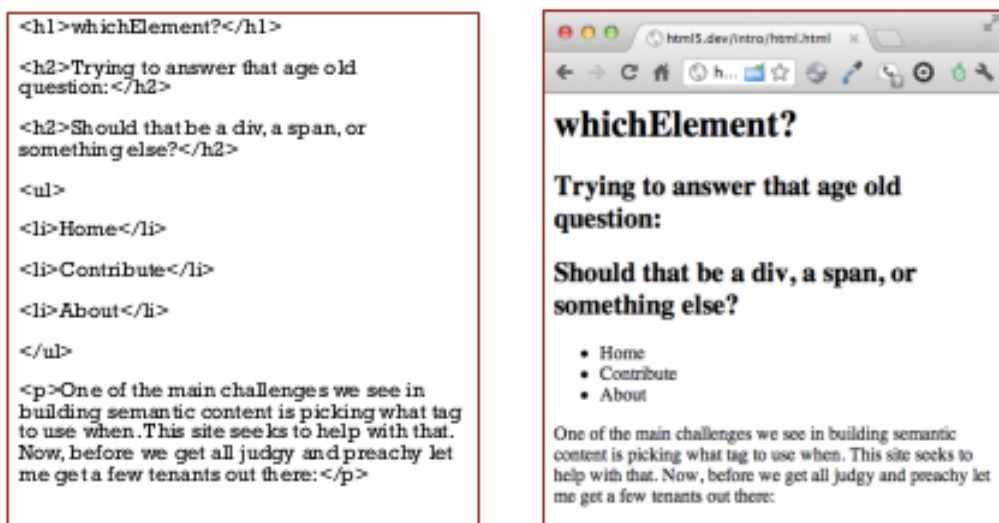 <h1>whichElement?</h1>
<h2>Trying to answer that age old
question:</h2>
<h2>Should that be a div, a span, or
something else?</h2>
<ul>
<li>Home</li>
<li>Contribute</li>
<li>About</li>
</ul>
<p>One of the main challenges we see in
building semantic content is picking what tag
to use when. This site seeks to help with that.
Now, before we get all judgy and preachy let
me get a few tenants out there:</p>
html5.dev/intro/html.html
h...
whichElement?
Trying to answer that age old
question:
Should that be a div, a span, or
something else?
• Home
• Contribute
• About
One of the main challenges we see in building semantic
content is picking what tag to use when. This site seeks to
help with that. Now, before we get all judgy and preachy let
me get a few tenants out there: